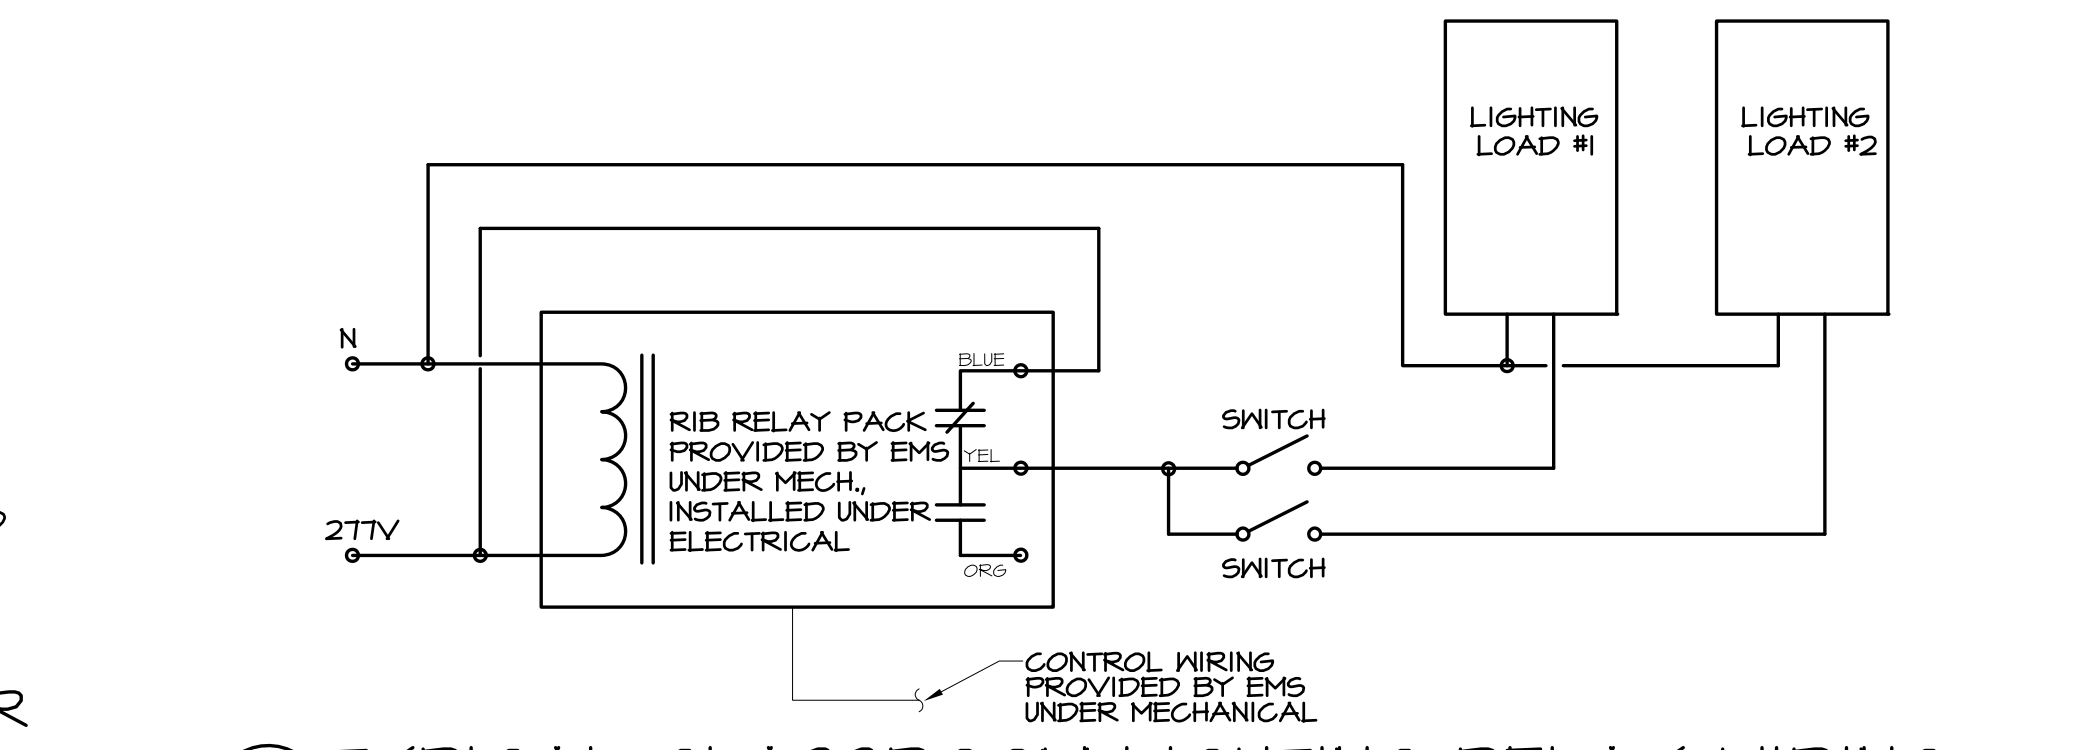 LIGHTING
LOAD #1
LIGHTING
LOAD #2
N
277V
BLUE
RIB RELAY PACK
PROVIDED BY EMS
UNDER MECH.,
INSTALLED UNDER
ELECTRICAL
YEL
ORG
SWITCH
SWITCH
CONTROL WIRING
PROVIDED BY EMS
UNDER MECHANICAL
R